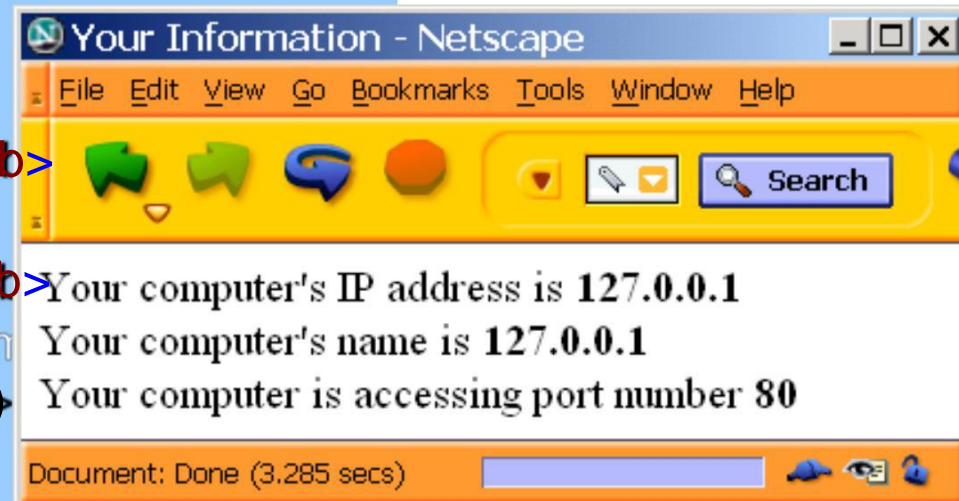 Your Information - Netscape
File Edit View Go Bookmarks Tools Window Help
b>
Search
b>
Your computer's IP address is 127.0.0.1
Your computer's name is 127.0.0.1
Your computer is accessing port number 80
Document: Done (3.285 secs)